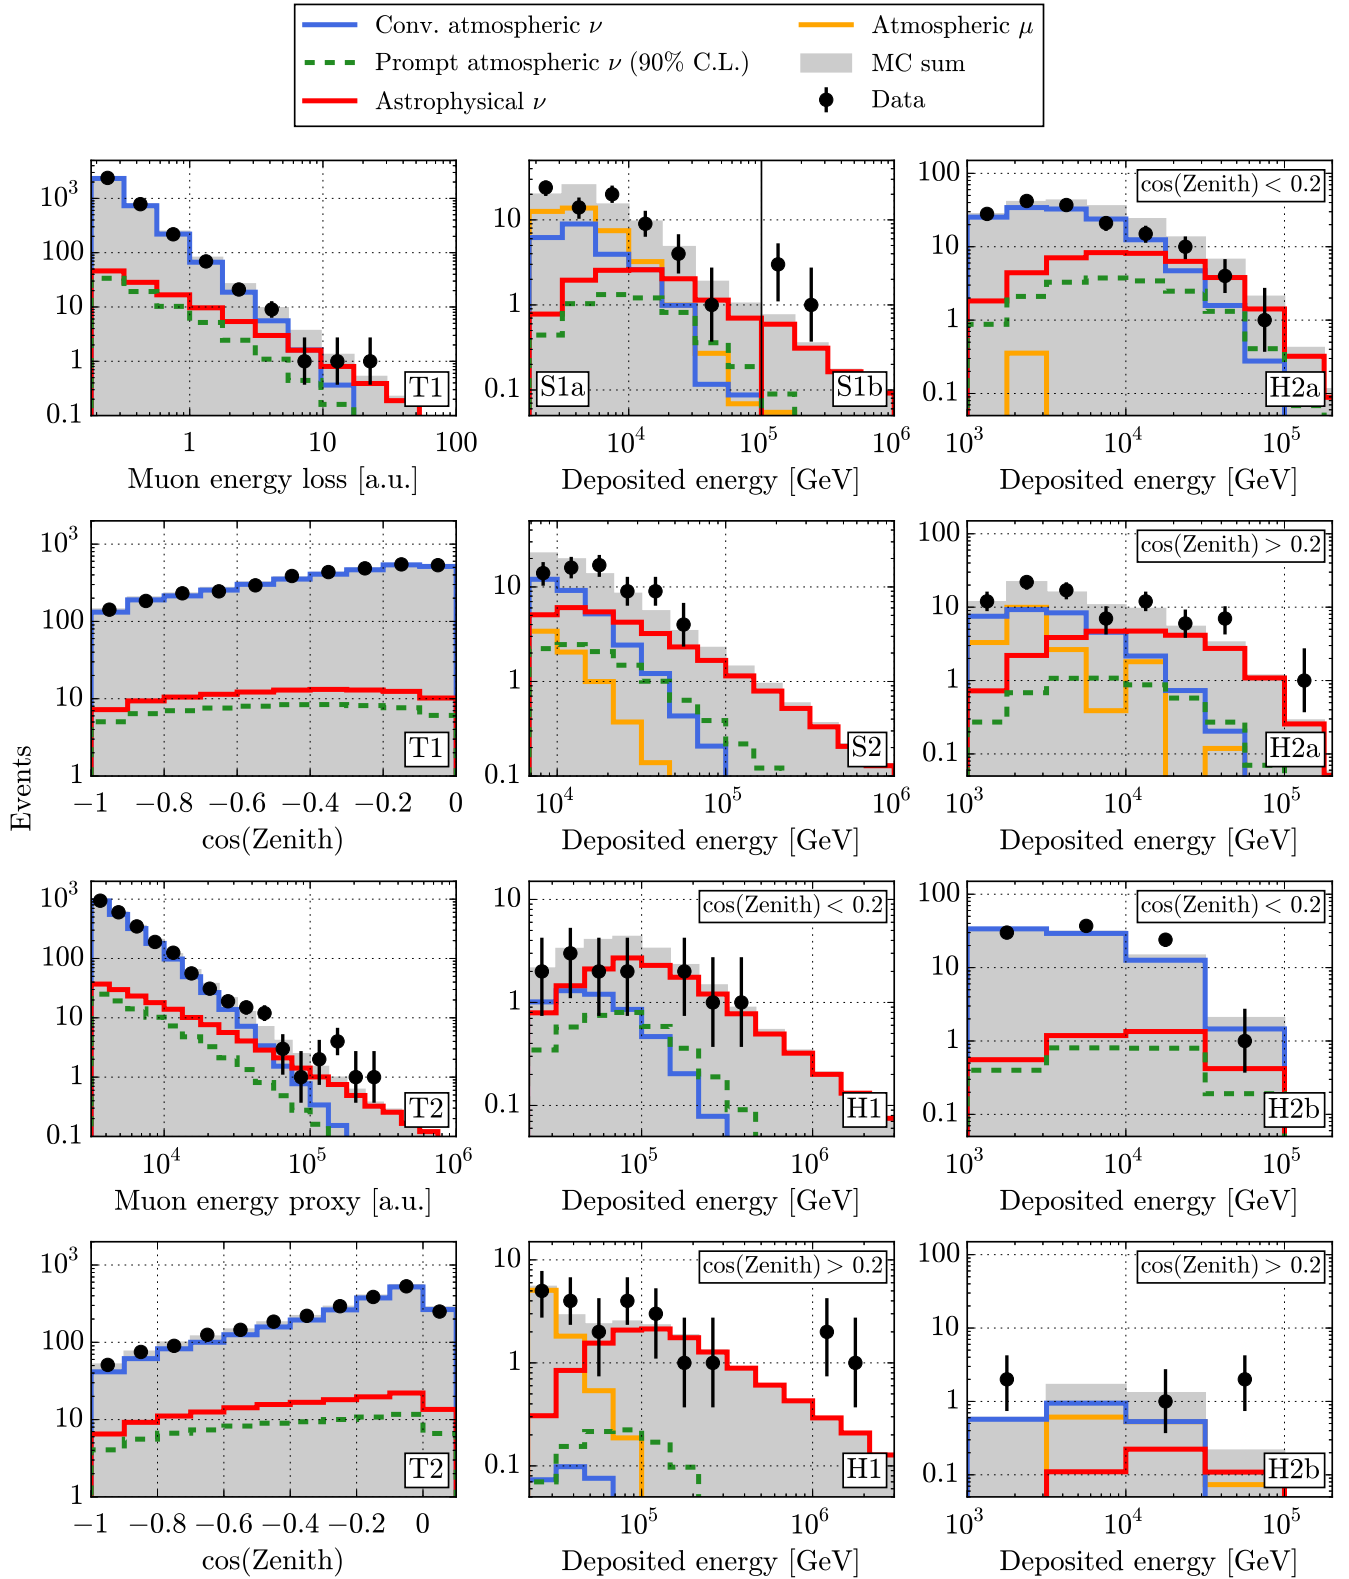 Conv. atmospheric ν
Prompt atmospheric ν (90% C.L.)
Astrophysical ν
Atmospheric μ
MC sum
Data
Events
10³
100
10
1
0.1
T1
1 10 100
Muon energy loss [a.u.]
10
1
0.1
S1a
S1b
10⁴ 10⁵ 10⁶
Deposited energy [GeV]
100
10
1
0.1
cos(Zenith) < 0.2
H2a
10³ 10⁴ 10⁵
Deposited energy [GeV]
10³
100
10
1
T1
−1 −0.8 −0.6 −0.4 −0.2 0
cos(Zenith)
10
1
0.1
S2
10⁴ 10⁵ 10⁶
Deposited energy [GeV]
100
10
1
0.1
cos(Zenith) > 0.2
H2a
10³ 10⁴ 10⁵
Deposited energy [GeV]
10³
100
10
1
0.1
T2
10⁴ 10⁵ 10⁶
Muon energy proxy [a.u.]
10
1
0.1
cos(Zenith) < 0.2
H1
10⁵ 10⁶
Deposited energy [GeV]
100
10
1
0.1
cos(Zenith) < 0.2
H2b
10³ 10⁴ 10⁵
Deposited energy [GeV]
10³
100
10
1
T2
−1 −0.8 −0.6 −0.4 −0.2 0
cos(Zenith)
10
1
0.1
cos(Zenith) > 0.2
H1
10⁵ 10⁶
Deposited energy [GeV]
100
10
1
0.1
cos(Zenith) > 0.2
H2b
10³ 10⁴ 10⁵
Deposited energy [GeV]